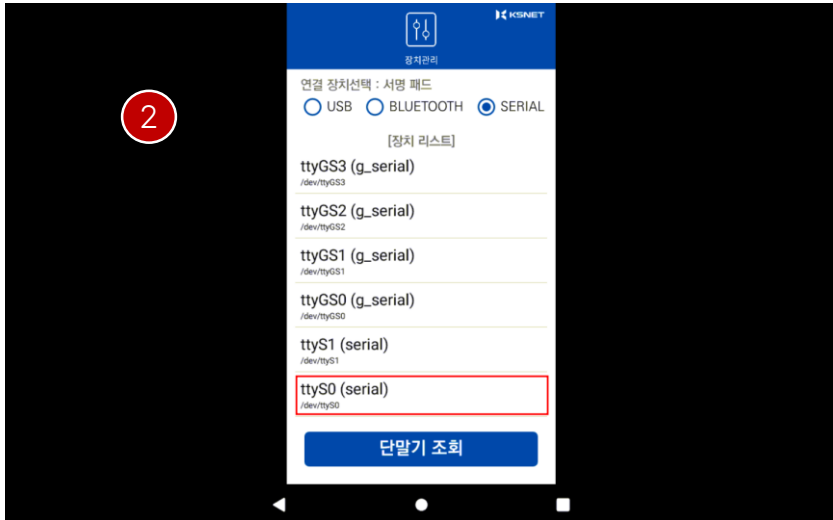 KSNET
장치관리
2
연결 장치선택 : 서명 패드
USB BLUETOOTH SERIAL
[장치 리스트]
ttyGS3 (g_serial)
/dev/ttyGS3
ttyGS2 (g_serial)
/dev/ttyGS2
ttyGS1 (g_serial)
/dev/ttyGS1
ttyGS0 (g_serial)
/dev/ttyGS0
ttyS1 (serial)
/dev/ttyS1
ttyS0 (serial)
/dev/ttyS0
단말기 조회